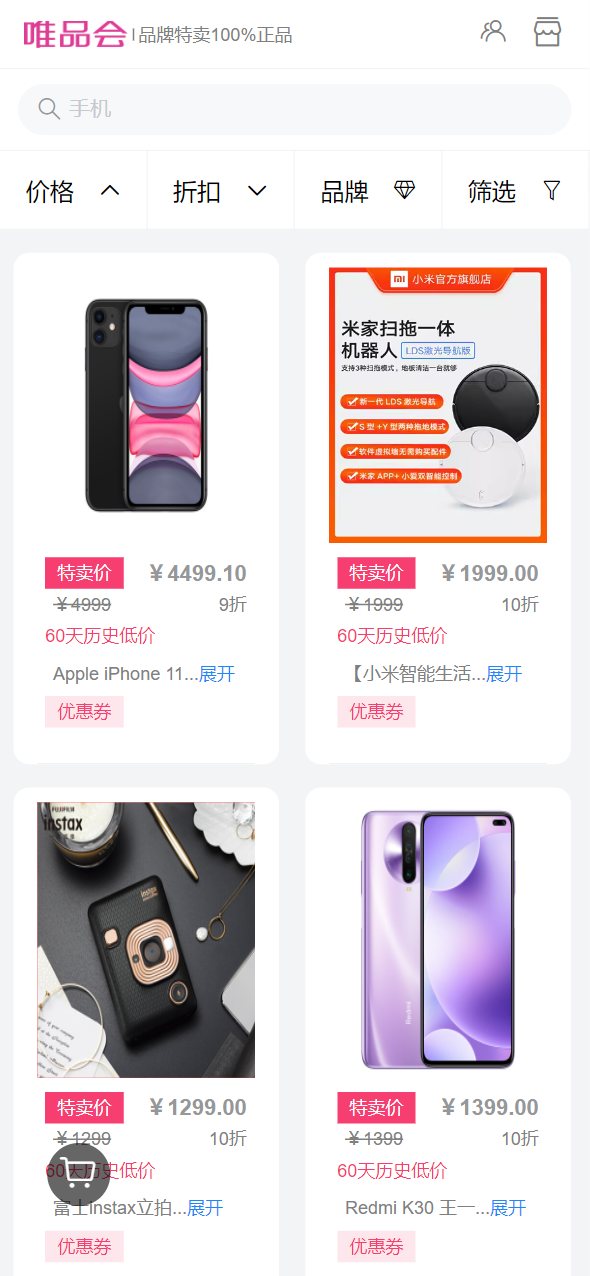 唯品会 | 品牌特卖100%正品
手机
价格 折扣 品牌 筛选
小米官方旗舰店
米家扫拖一体
机器人 LDS激光导航版
支持3种扫拖模式，地板清洁一台就够
新一代 LDS 激光导航
S 型 +Y 型两种拖地模式
软件虚拟墙无需购买配件
米家 APP+ 小爱双智能控制
特卖价 ¥4499.10
¥4999 9折
60天历史低价
Apple iPhone 11...展开
优惠券
特卖价 ¥1999.00
¥1999 10折
60天历史低价
【小米智能生活...展开
优惠券
FUJIFILM
instax
instax
特卖价 ¥1299.00
¥1299 10折
60天历史低价
富士instax立拍...展开
优惠券
Redmi
特卖价 ¥1399.00
¥1399 10折
60天历史低价
Redmi K30 王一...展开
优惠券